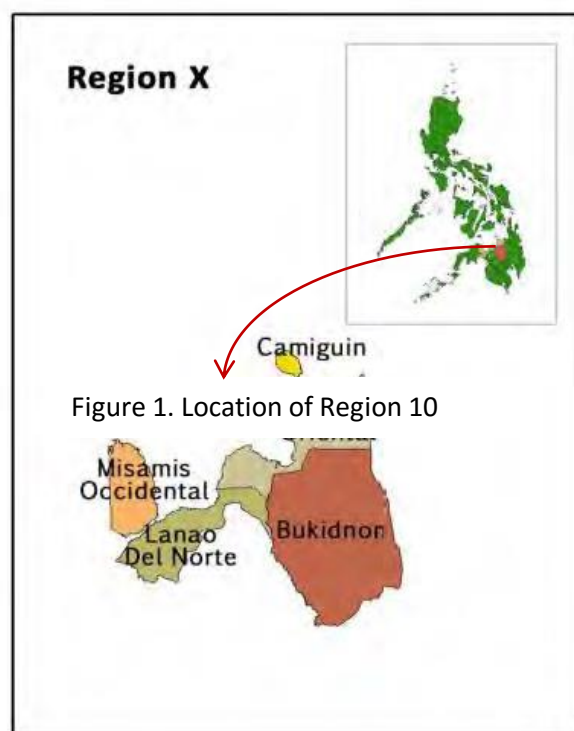 Region X
Camiguin
Figure 1. Location of Region 10
Misamis
Occidental
Lanao
Del Norte
Bukidnon